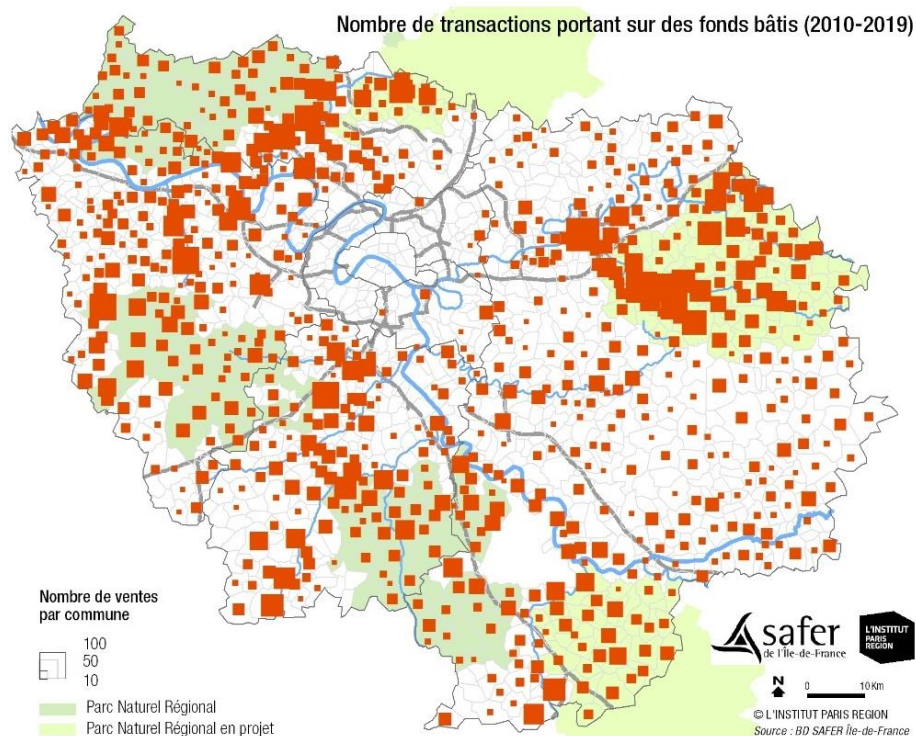 Nombre de transactions portant sur des fonds bâtis (2010-2019)
Nombre de ventes
par commune
100
50
10
Parc Naturel Régional
Parc Naturel Régional en projet
safer
de l'Île-de-France
L'INSTITUT
PARIS
REGION
N
0 10 Km
© L'INSTITUT PARIS REGION
Source : BD SAFER Île-de-France